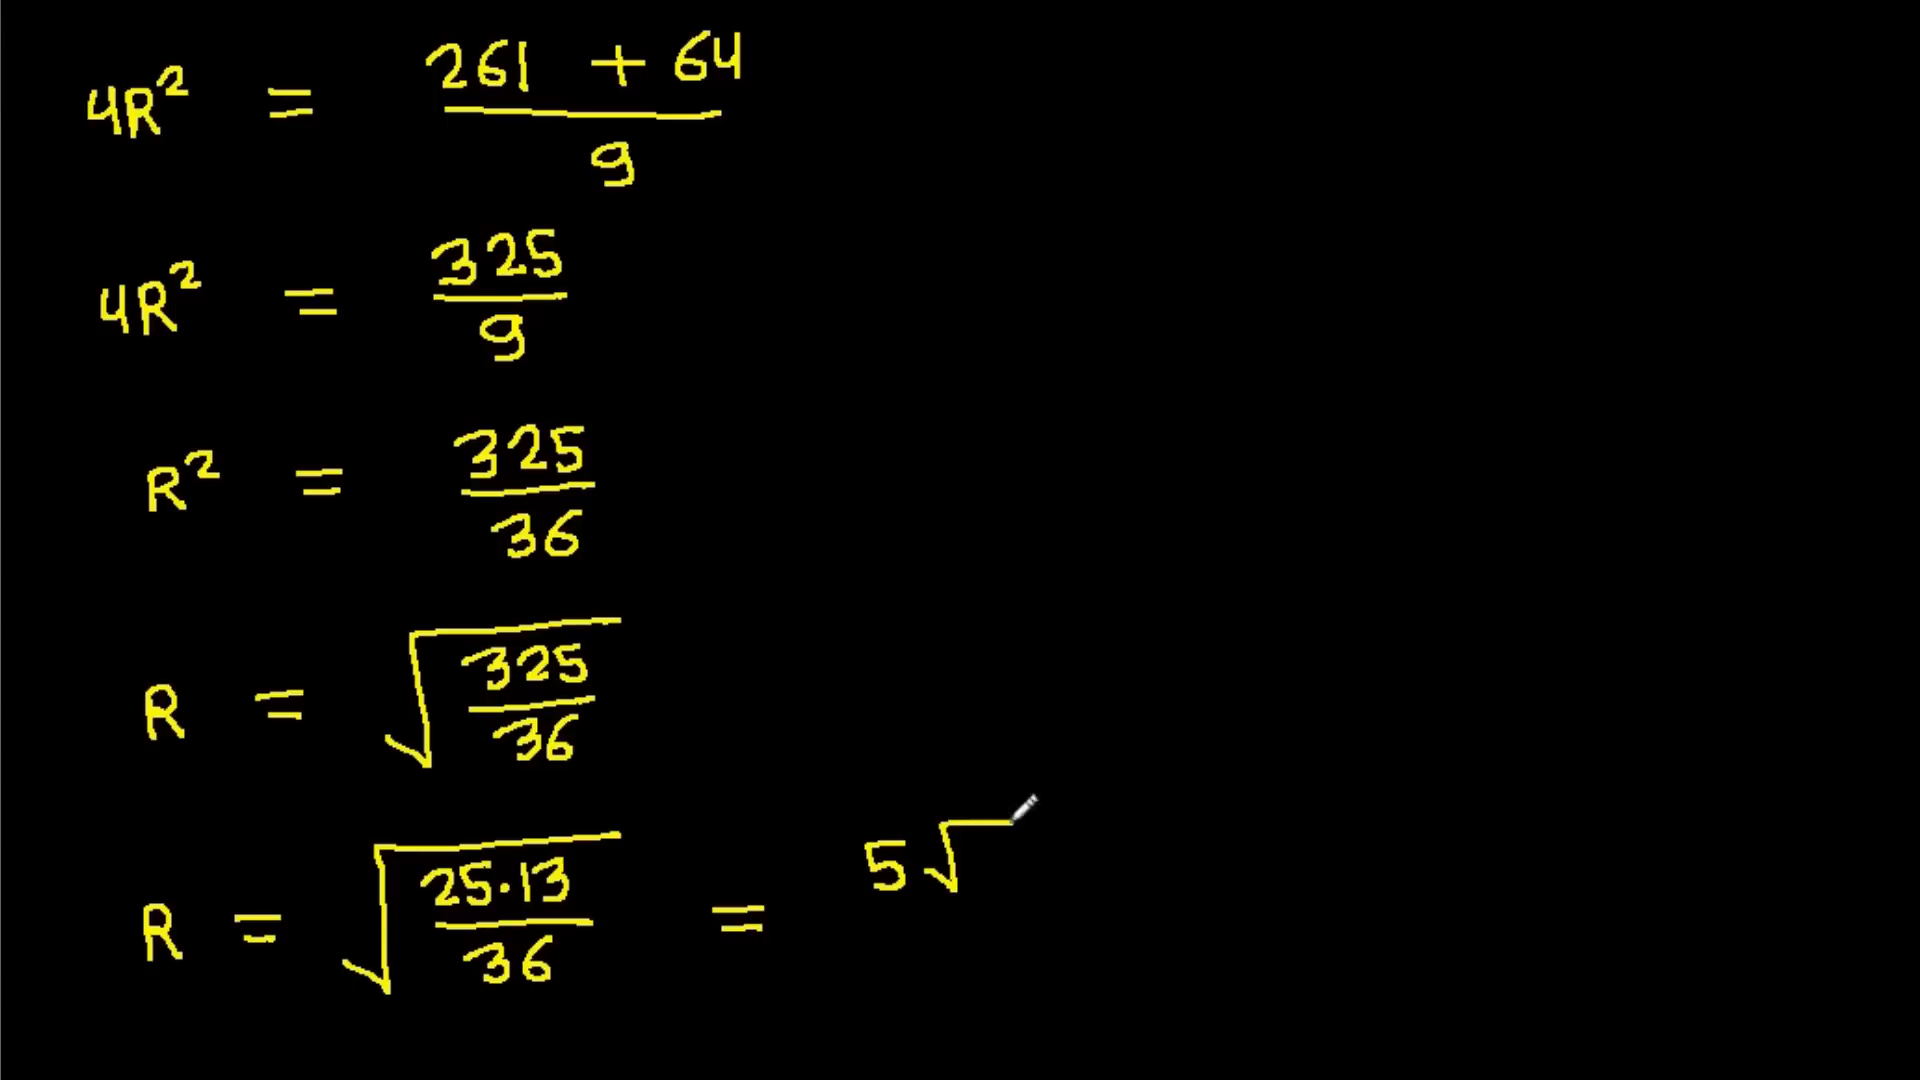 4R² = (261 + 64)/9
4R² = 325/9
R² = 325/36
R = √(325/36)
R = √(25·13/36) = 5√